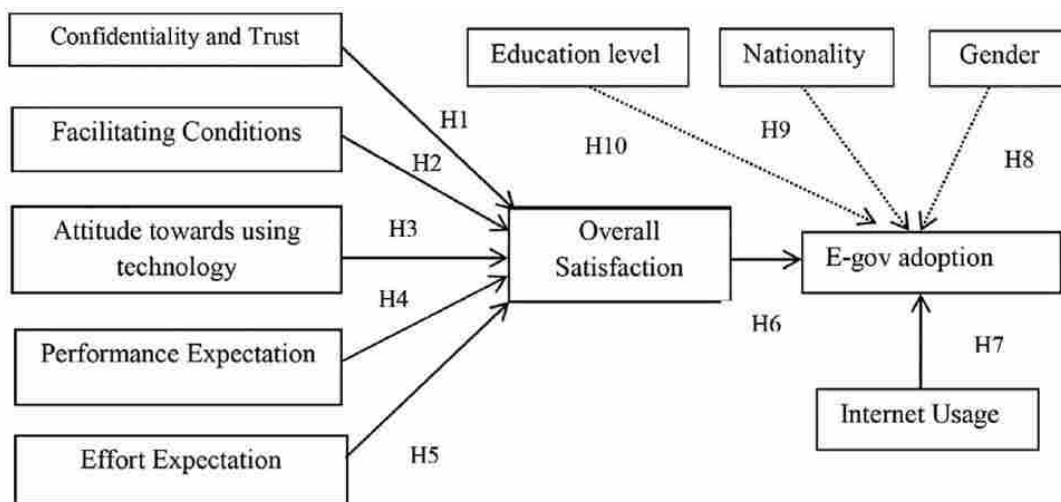 Confidentiality and Trust
Facilitating Conditions
Attitude towards using
technology
Performance Expectation
Effort Expectation
H1
H2
H3
H4
H5
Overall
Satisfaction
H6
Education level
Nationality
Gender
H10
H9
H8
E-gov adoption
H7
Internet Usage